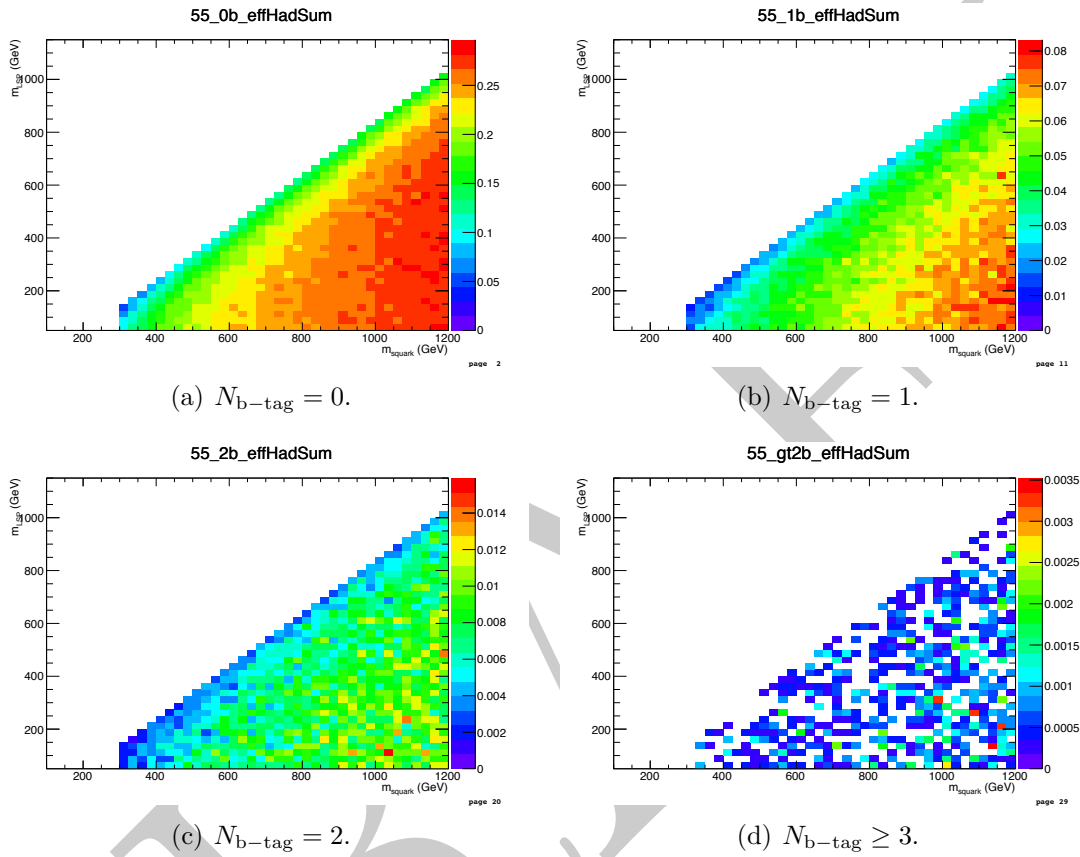 55_0b_effHadSum
m_LSP (GeV)
1000
800
600
400
200
200 400 600 800 1000 1200
m_squark (GeV)
0.25
0.2
0.15
0.1
0.05
0
page 2
(a) N_b−tag = 0.
55_1b_effHadSum
m_LSP (GeV)
1000
800
600
400
200
200 400 600 800 1000 1200
m_squark (GeV)
0.08
0.07
0.06
0.05
0.04
0.03
0.02
0.01
0
page 11
(b) N_b−tag = 1.
55_2b_effHadSum
m_LSP (GeV)
1000
800
600
400
200
200 400 600 800 1000 1200
m_squark (GeV)
0.014
0.012
0.01
0.008
0.006
0.004
0.002
0
page 20
(c) N_b−tag = 2.
55_gt2b_effHadSum
m_LSP (GeV)
1000
800
600
400
200
200 400 600 800 1000 1200
m_squark (GeV)
0.0035
0.003
0.0025
0.002
0.0015
0.001
0.0005
0
page 29
(d) N_b−tag ≥ 3.